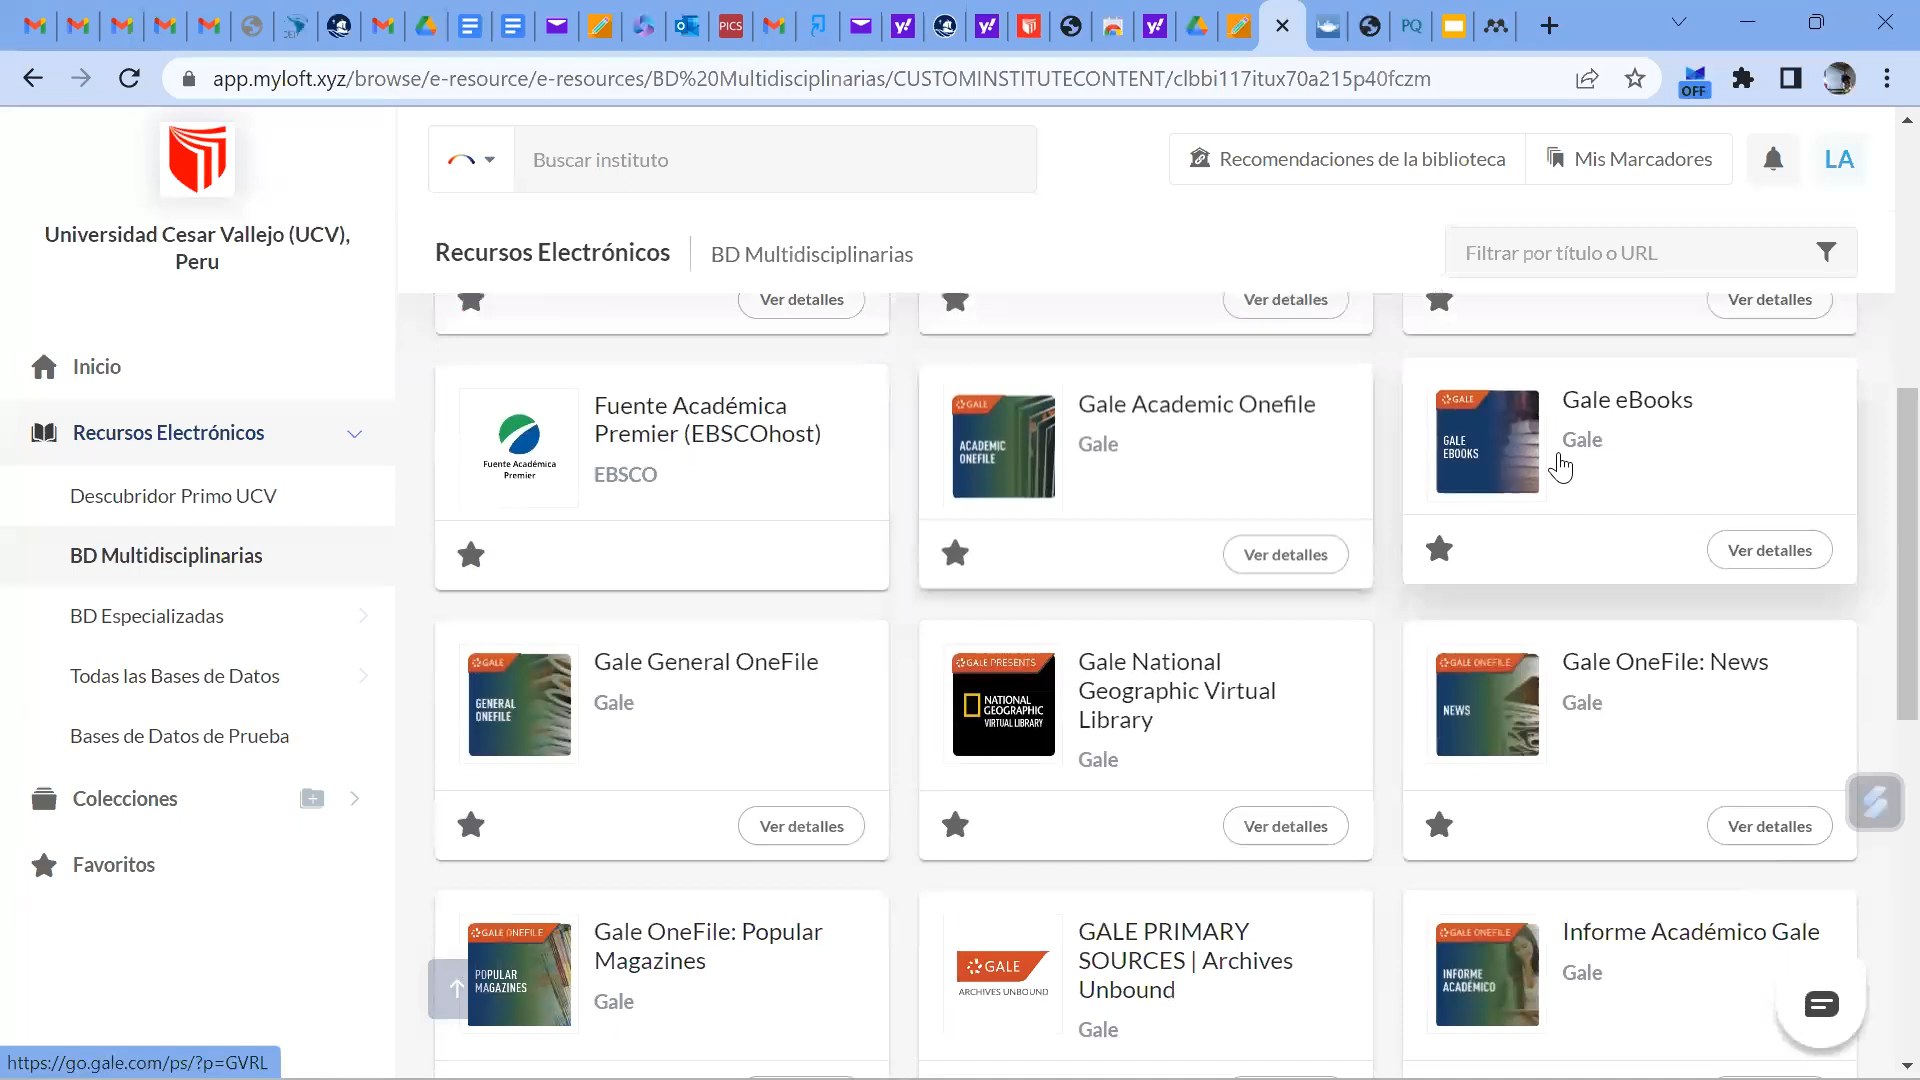 PICS
PQ
app.myloft.xyz/browse/e-resource/e-resources/BD%20Multidisciplinarias/CUSTOMINSTITUTECONTENT/clbbi117itux70a215p40fczm
OFF
Universidad Cesar Vallejo (UCV),
Peru
Buscar instituto
Recomendaciones de la biblioteca
Mis Marcadores
LA
Recursos Electrónicos
BD Multidisciplinarias
Filtrar por título o URL
Inicio
Recursos Electrónicos
Descubridor Primo UCV
BD Multidisciplinarias
BD Especializadas
Todas las Bases de Datos
Bases de Datos de Prueba
Colecciones
Favoritos
Ver detalles
Ver detalles
Ver detalles
Fuente Académica
Premier
Fuente Académica
Premier (EBSCOhost)
EBSCO
GALE
ACADEMIC
ONEFILE
Gale Academic Onefile
Gale
Ver detalles
GALE
GALE
EBOOKS
Gale eBooks
Gale
Ver detalles
GALE
GENERAL
ONEFILE
Gale General OneFile
Gale
Ver detalles
GALE PRESENTS
NATIONAL
GEOGRAPHIC
VIRTUAL LIBRARY
Gale National
Geographic Virtual
Library
Gale
Ver detalles
GALE ONEFILE
NEWS
Gale OneFile: News
Gale
Ver detalles
GALE ONEFILE
POPULAR
MAGAZINES
Gale OneFile: Popular
Magazines
Gale
GALE
ARCHIVES UNBOUND
GALE PRIMARY
SOURCES | Archives
Unbound
Gale
GALE ONEFILE
INFORME
ACADÉMICO
Informe Académico Gale
Gale
https://go.gale.com/ps/?p=GVRL